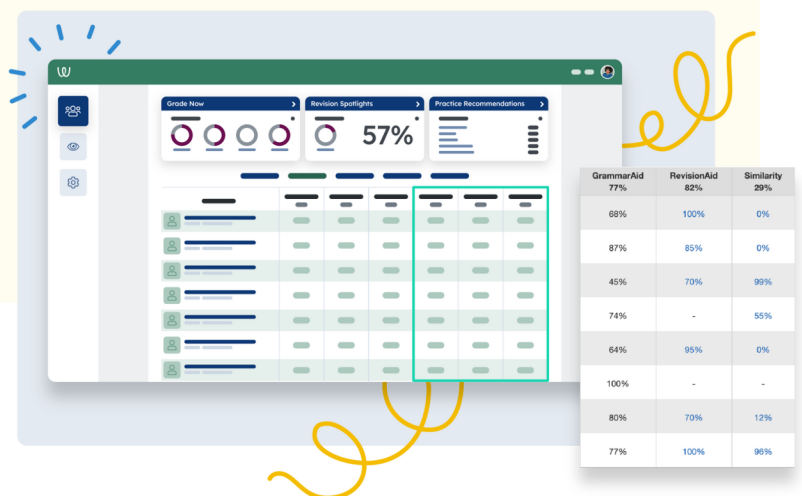 Grade Now
Revision Spotlights
Practice Recommendations
57%
GrammarAid RevisionAid Similarity
77% 82% 29%
68% 100% 0%
87% 85% 0%
45% 70% 99%
74% - 55%
64% 95% 0%
100% - -
80% 70% 12%
77% 100% 96%